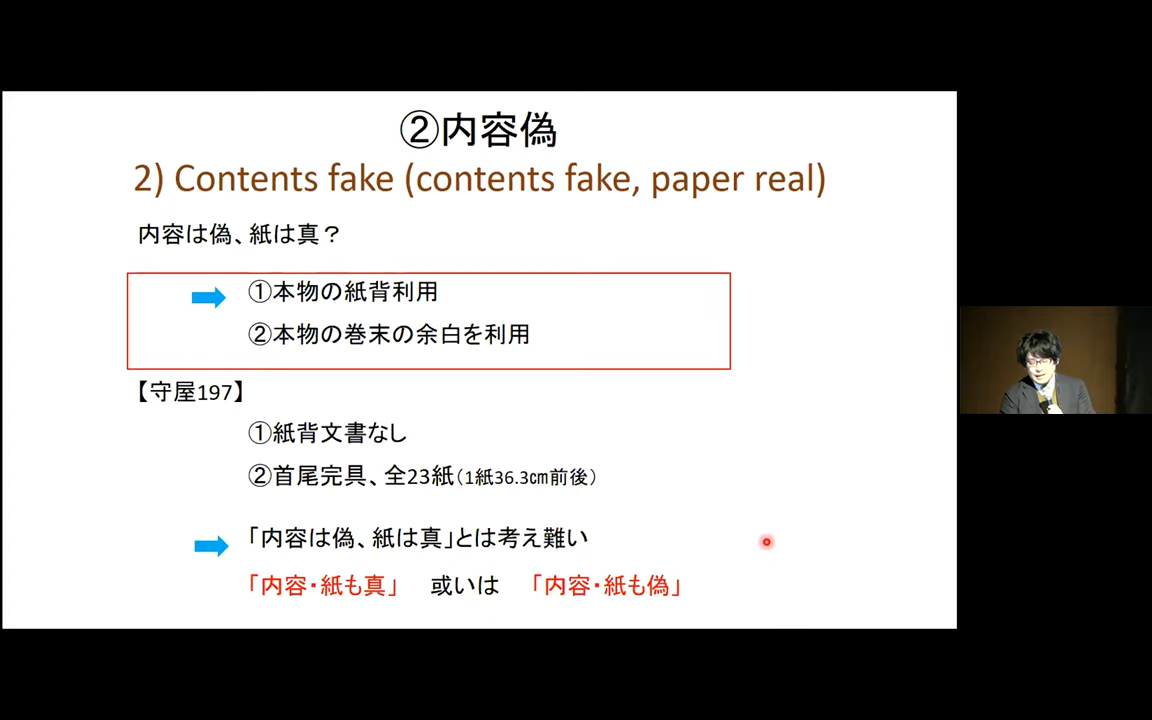 ②内容偽
2) Contents fake (contents fake, paper real)
内容は偽、紙は真？
①本物の紙背利用
②本物の巻末の余白を利用
【守屋197】
①紙背文書なし
②首尾完具、全23紙（1紙36.3㎝前後）
「内容は偽、紙は真」とは考え難い
「内容・紙も真」 或いは 「内容・紙も偽」